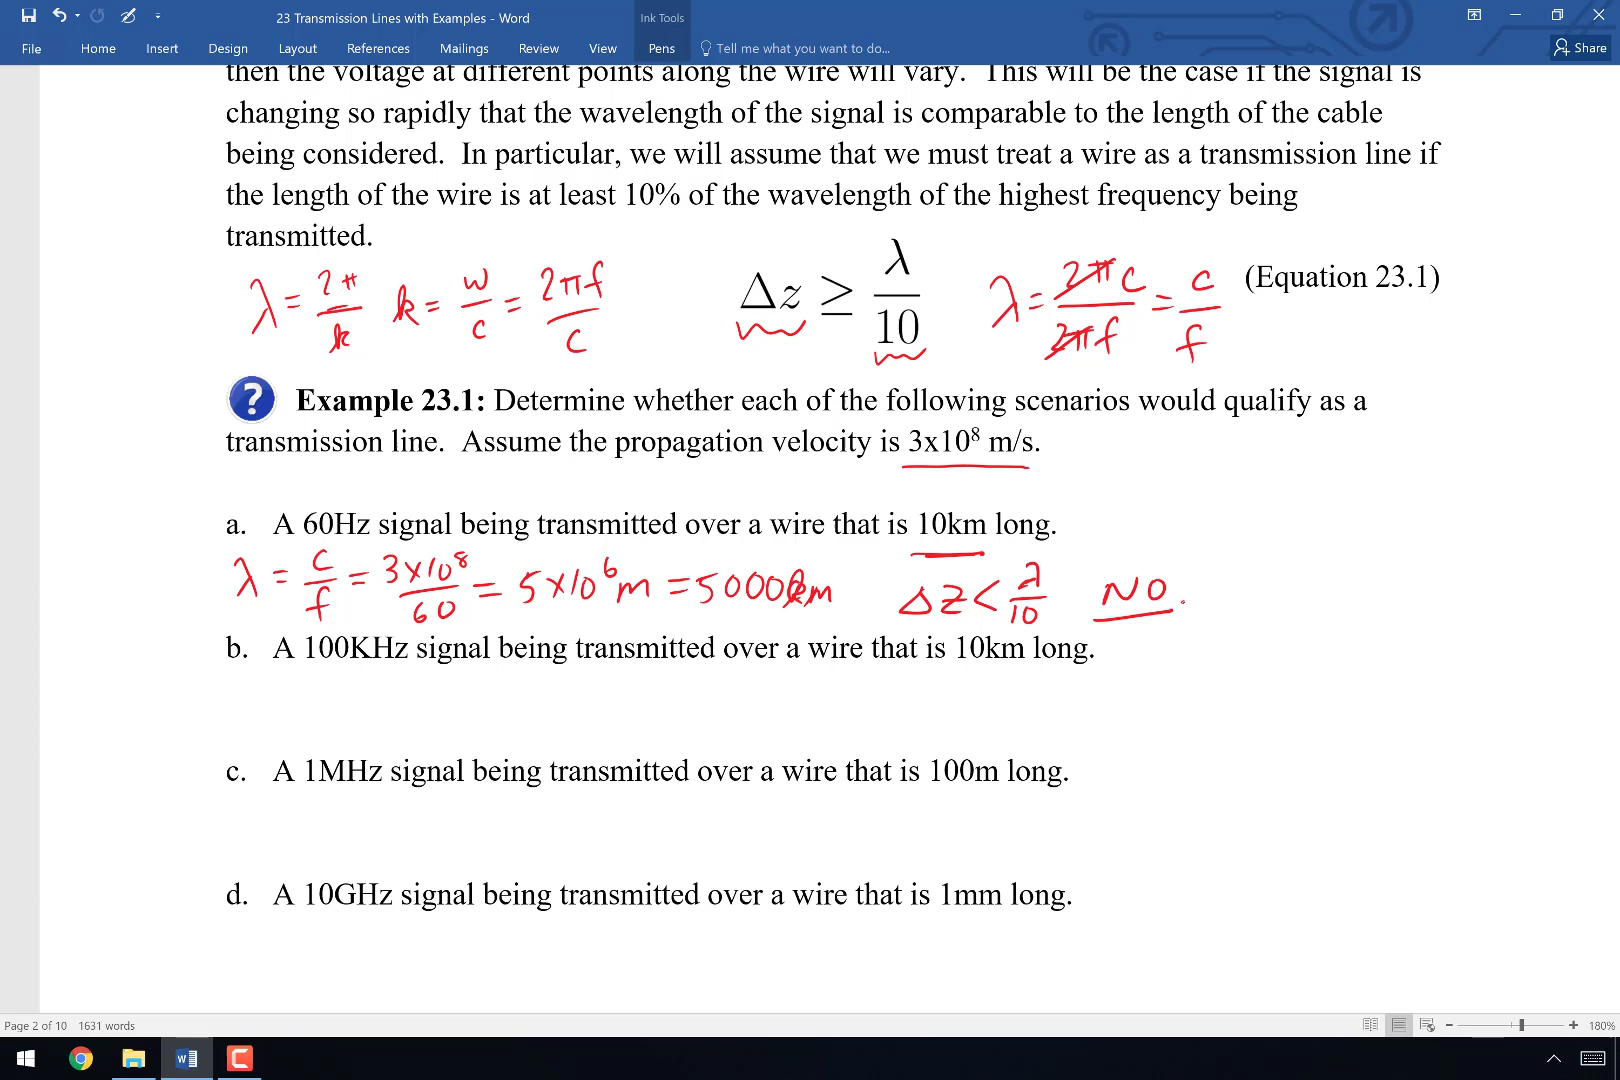 23 Transmission Lines with Examples - Word
Ink Tools
File Home Insert Design Layout References Mailings Review View Pens Tell me what you want to do... Share
then the voltage at different points along the wire will vary. This will be the case if the signal is
changing so rapidly that the wavelength of the signal is comparable to the length of the cable
being considered. In particular, we will assume that we must treat a wire as a transmission line if
the length of the wire is at least 10% of the wavelength of the highest frequency being
transmitted.
λ = 2π/k k = w/c = 2πf/c Δz ≥ λ/10 λ = 2πc/2πf = c/f (Equation 23.1)
? Example 23.1: Determine whether each of the following scenarios would qualify as a
transmission line. Assume the propagation velocity is 3x10⁸ m/s.
a. A 60Hz signal being transmitted over a wire that is 10km long.
λ = c/f = 3×10⁸/60 = 5×10⁶ m = 5000km Δz < λ/10 NO.
b. A 100KHz signal being transmitted over a wire that is 10km long.
c. A 1MHz signal being transmitted over a wire that is 100m long.
d. A 10GHz signal being transmitted over a wire that is 1mm long.
Page 2 of 10 1631 words 180%